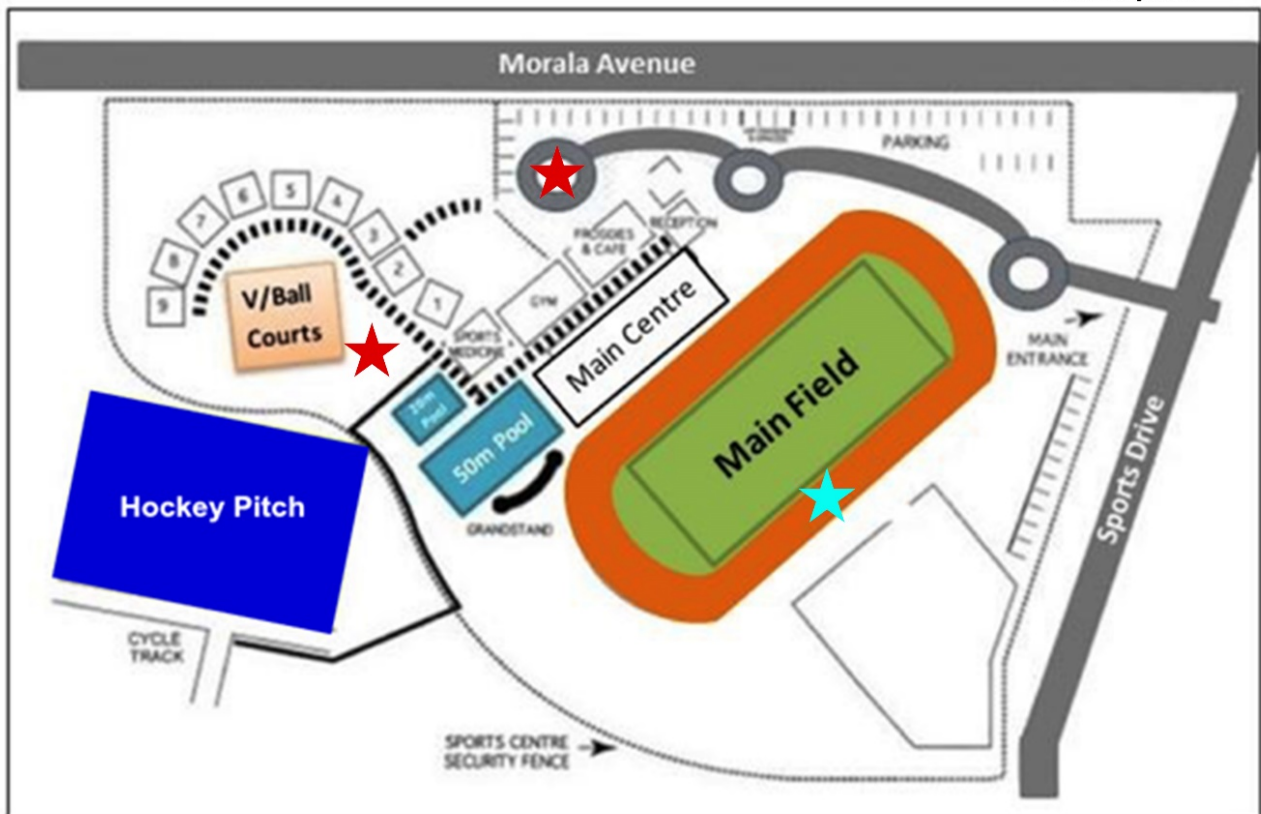 Morala Avenue
PARKING
5
6
4
7
3
8
2
9
1
RECEPTION
FROGGIES
& CAFE
GYM
SPORTS
MEDICINE
V/Ball
Courts
Main Centre
MAIN
ENTRANCE
Main Field
Pool
50m Pool
GRANDSTAND
Hockey Pitch
Sports Drive
CYCLE
TRACK
SPORTS CENTRE
SECURITY FENCE